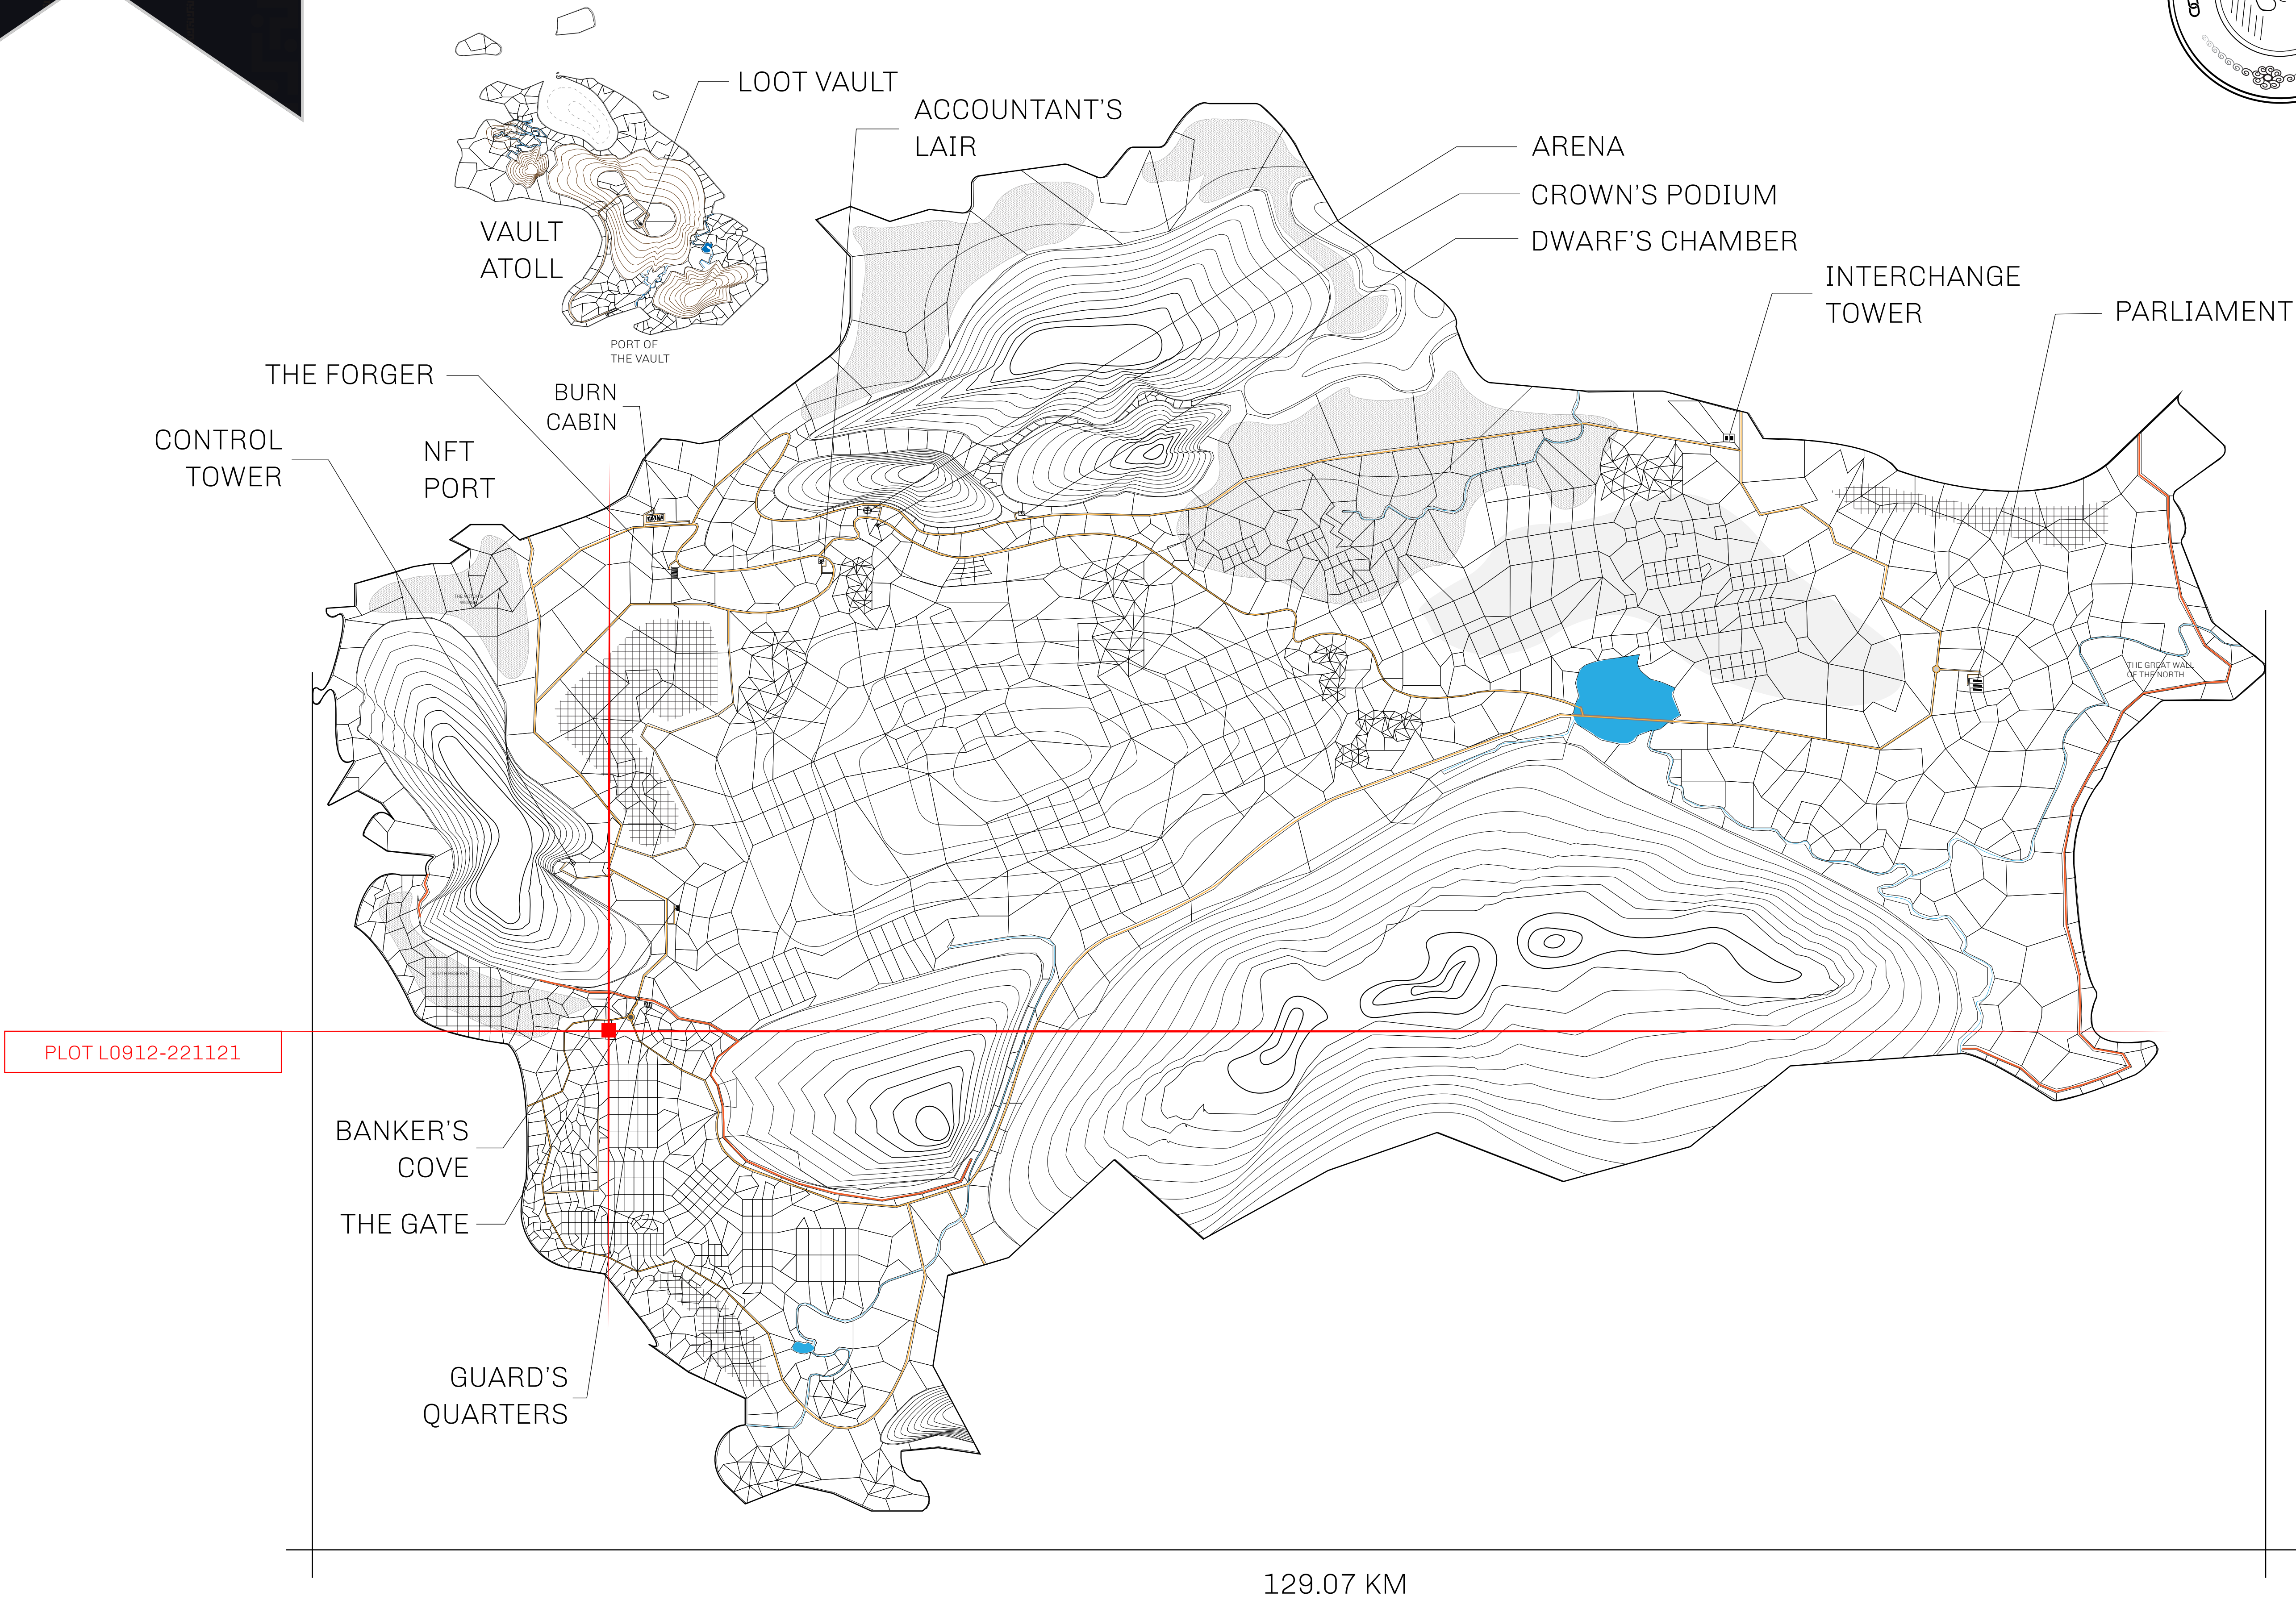 LOOT VAULT
ACCOUNTANT'S
LAIR
ARENA
CROWN'S PODIUM
DWARF'S CHAMBER
VAULT
ATOLL
INTERCHANGE
TOWER
PARLIAMENT
PORT OF
THE VAULT
THE FORGER
BURN
CABIN
CONTROL
TOWER
NFT
PORT
THE GREAT WALL
OF THE NORTH
SOUTH RESERVE
PLOT L0912-221121
BANKER'S
COVE
THE GATE
GUARD'S
QUARTERS
129.07 KM